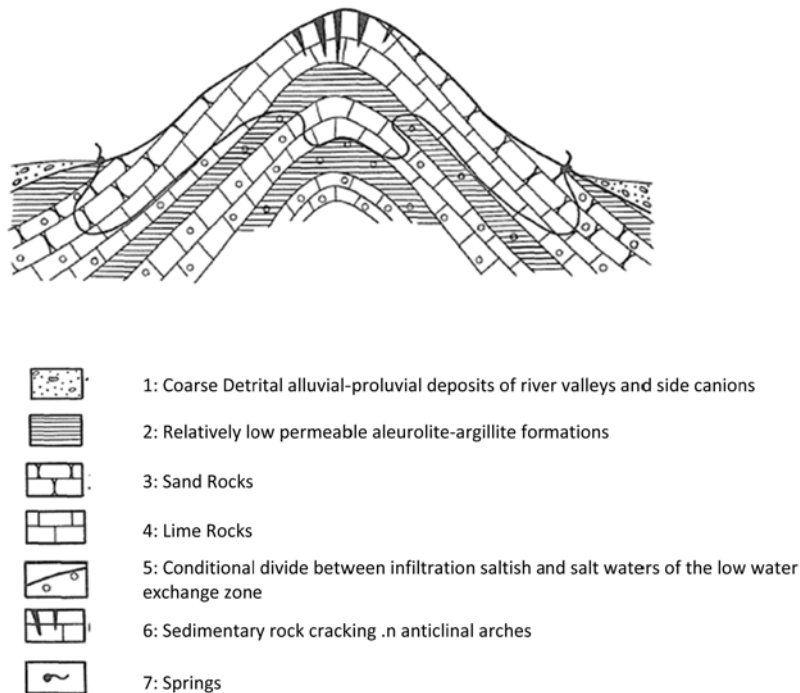 1: Coarse Detrital alluvial-proluvial deposits of river valleys and side canions
2: Relatively low permeable aleurolite-argillite formations
3: Sand Rocks
4: Lime Rocks
5: Conditional divide between infiltration saltish and salt waters of the low water
exchange zone
6: Sedimentary rock cracking .n anticlinal arches
7: Springs